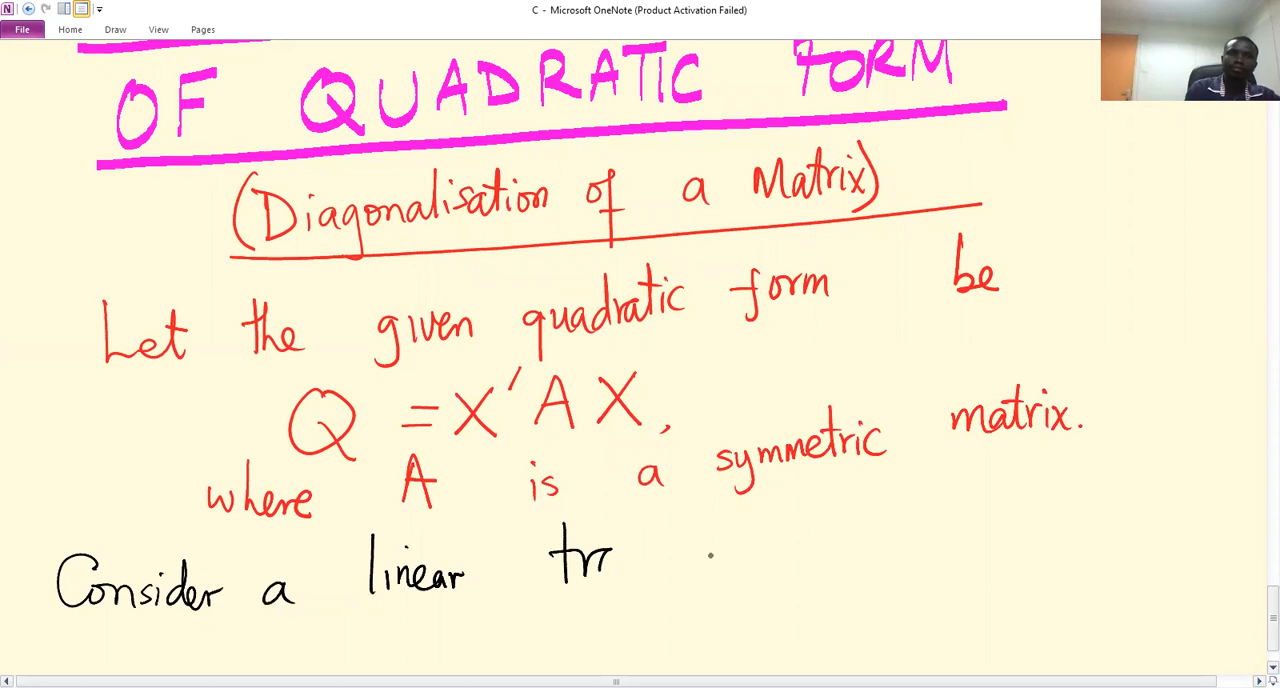 C - Microsoft OneNote (Product Activation Failed)
File Home Draw View Pages
OF QUADRATIC FORM
(Diagonalisation of a Matrix)
Let the given quadratic form be
Q = X'AX,
where A is a symmetric matrix.
Consider a linear tr